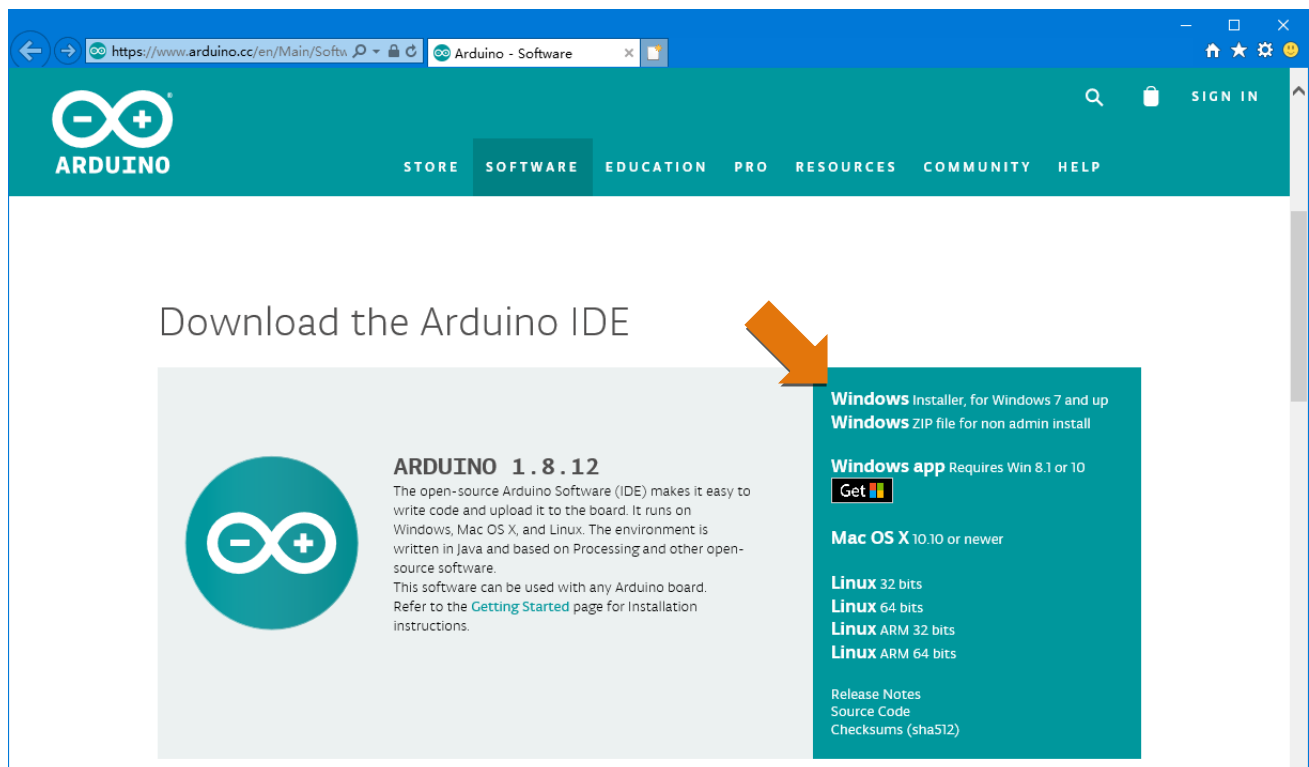 https://www.arduino.cc/en/Main/Softw
Arduino - Software
SIGN IN
ARDUINO
STORE SOFTWARE EDUCATION PRO RESOURCES COMMUNITY HELP
Download the Arduino IDE
ARDUINO 1.8.12
The open-source Arduino Software (IDE) makes it easy to
write code and upload it to the board. It runs on
Windows, Mac OS X, and Linux. The environment is
written in Java and based on Processing and other open-
source software.
This software can be used with any Arduino board.
Refer to the Getting Started page for Installation
instructions.
Windows Installer, for Windows 7 and up
Windows ZIP file for non admin install
Windows app Requires Win 8.1 or 10
Get
Mac OS X 10.10 or newer
Linux 32 bits
Linux 64 bits
Linux ARM 32 bits
Linux ARM 64 bits
Release Notes
Source Code
Checksums (sha512)